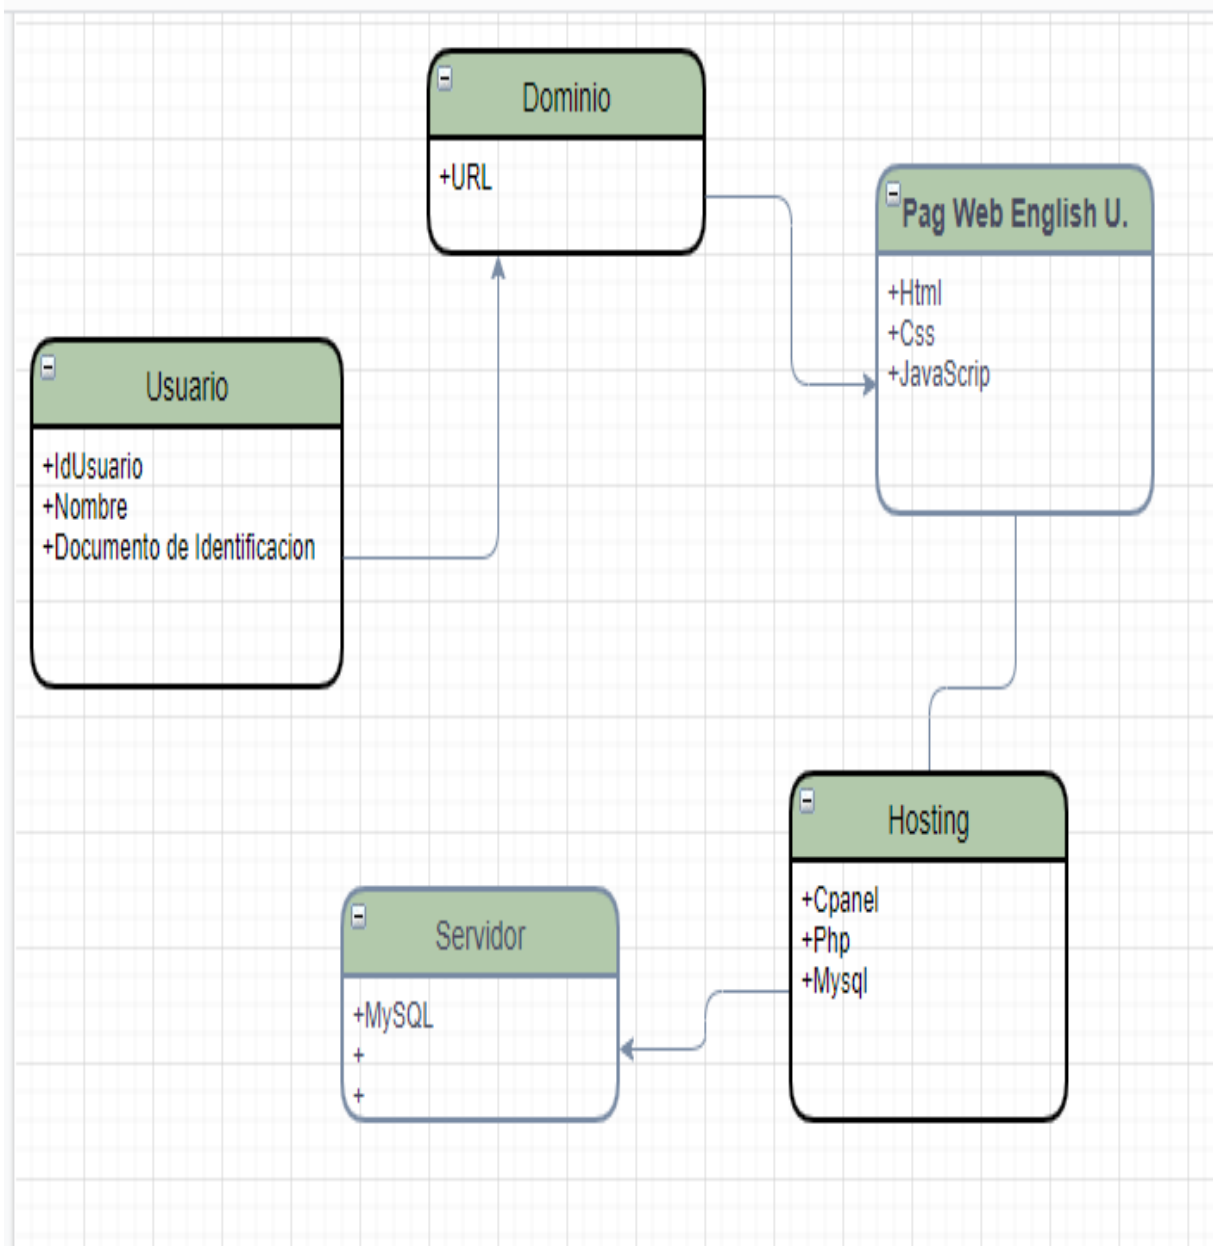 Dominio
+URL
Pag Web English U.
+Html
+Css
+JavaScrip
Usuario
+IdUsuario
+Nombre
+Documento de Identificacion
Hosting
+Cpanel
+Php
+Mysql
Servidor
+MySQL
+
+